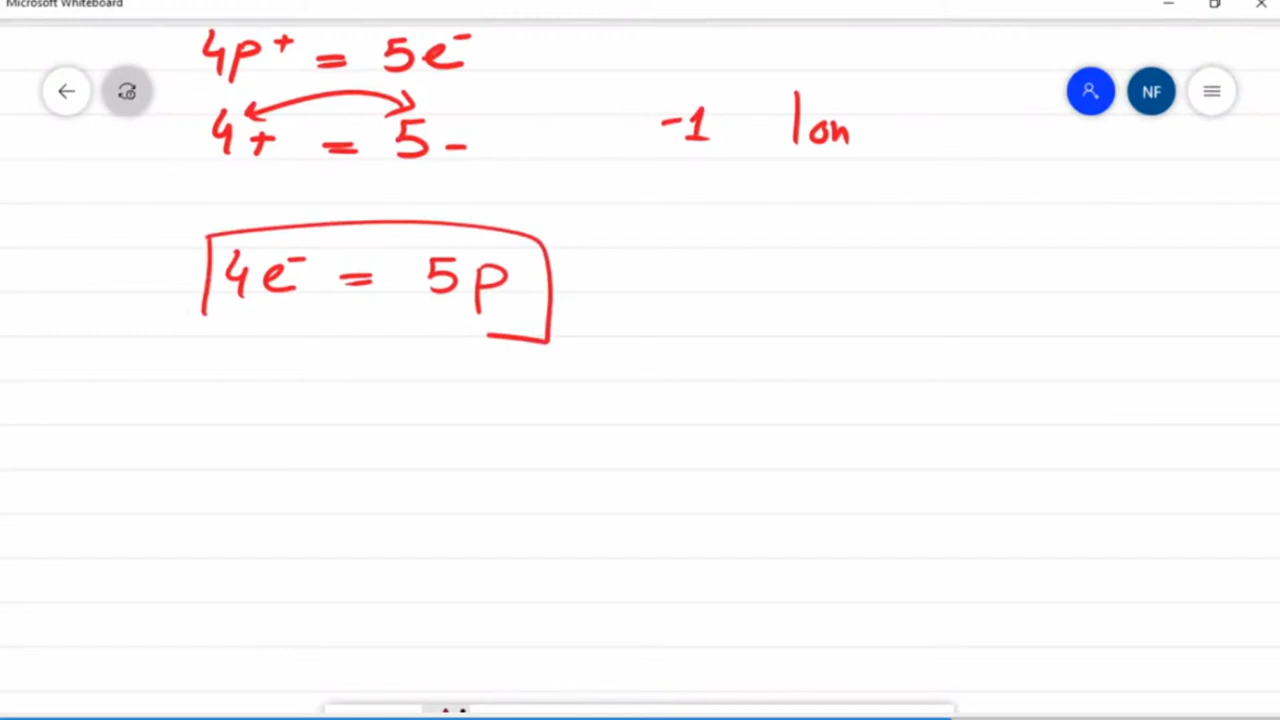 Microsoft Whiteboard
4p⁺ = 5e⁻
NF
4+ = 5-
-1 Ion
4e⁻ = 5p